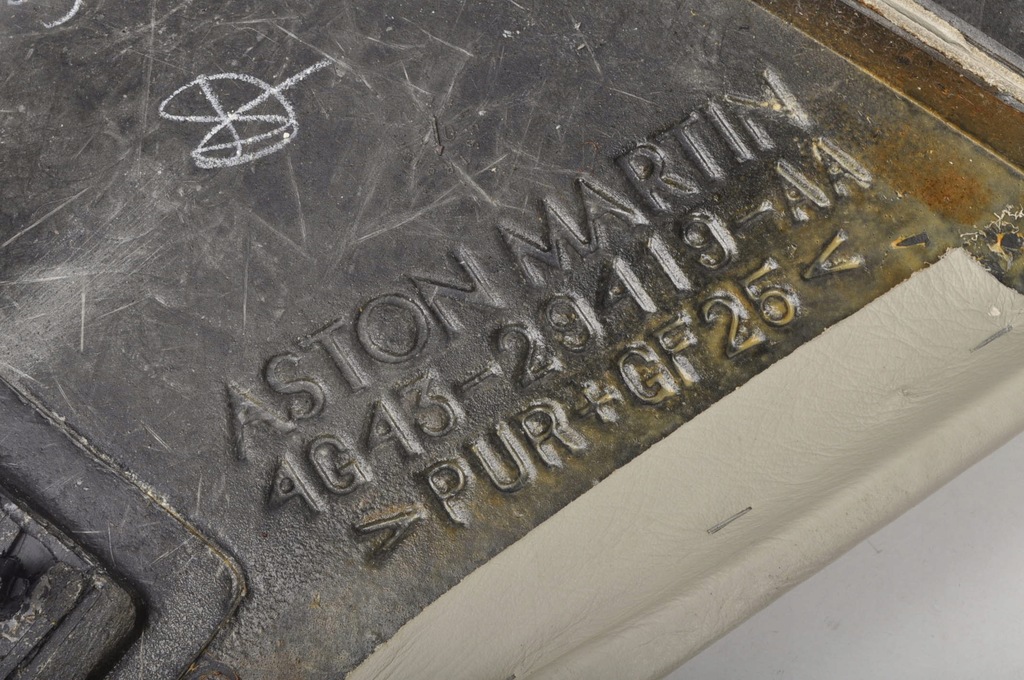 ASTON MARTIN
4G43-29419-AA
>PUR+GF25<